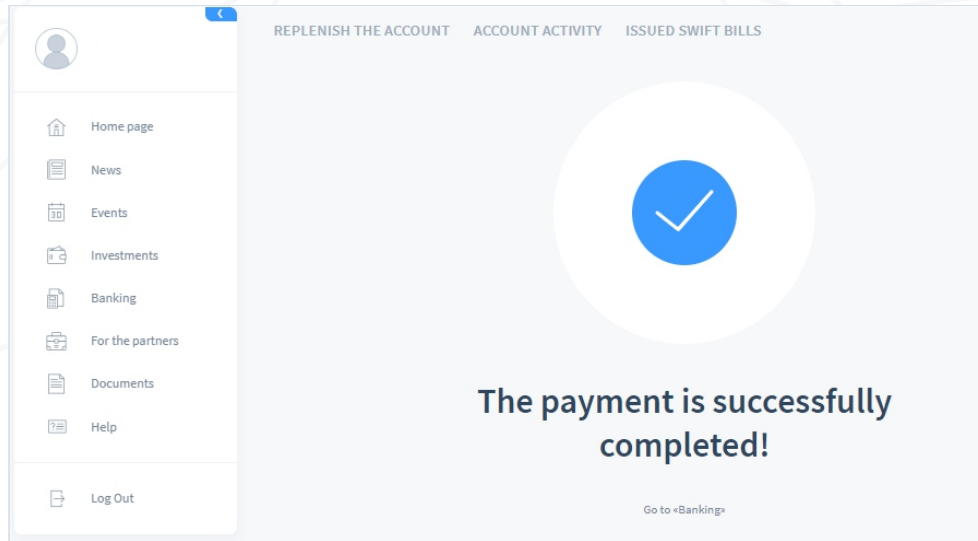 REPLENISH THE ACCOUNT ACCOUNT ACTIVITY ISSUED SWIFT BILLS
Home page
News
30
Events
Investments
Banking
For the partners
Documents
Help
Log Out
The payment is successfully
completed!
Go to «Banking»